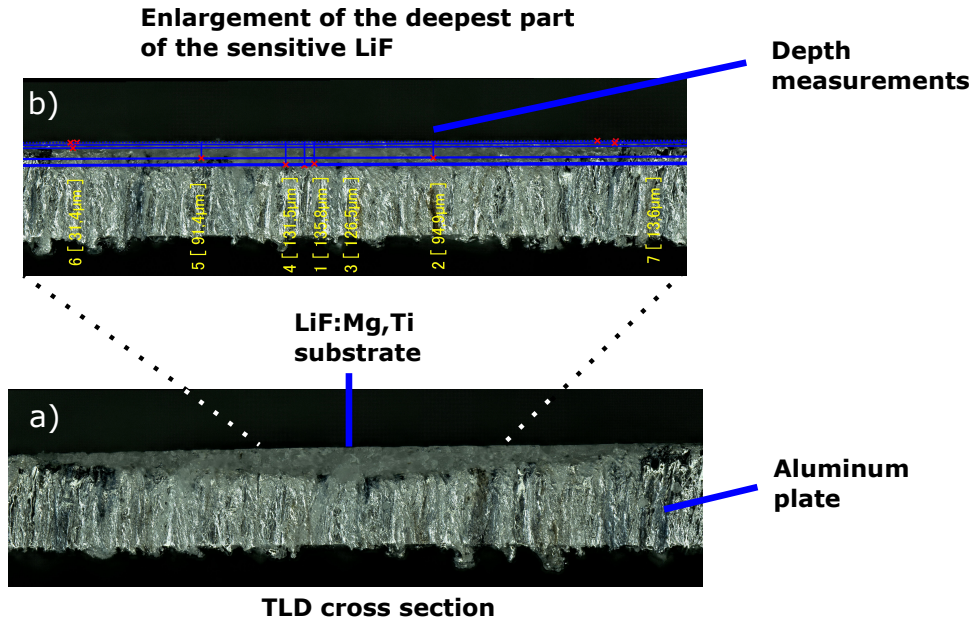 Enlargement of the deepest part
of the sensitive LiF
Depth
measurements
b)
6 [ 31.4µm ]
5 [ 91.4µm ]
4 [ 131.5µm ]
1 [ 135.8µm ]
3 [ 126.5µm ]
2 [ 94.9µm ]
7 [ 13.6µm ]
LiF:Mg,Ti
substrate
a)
Aluminum
plate
TLD cross section